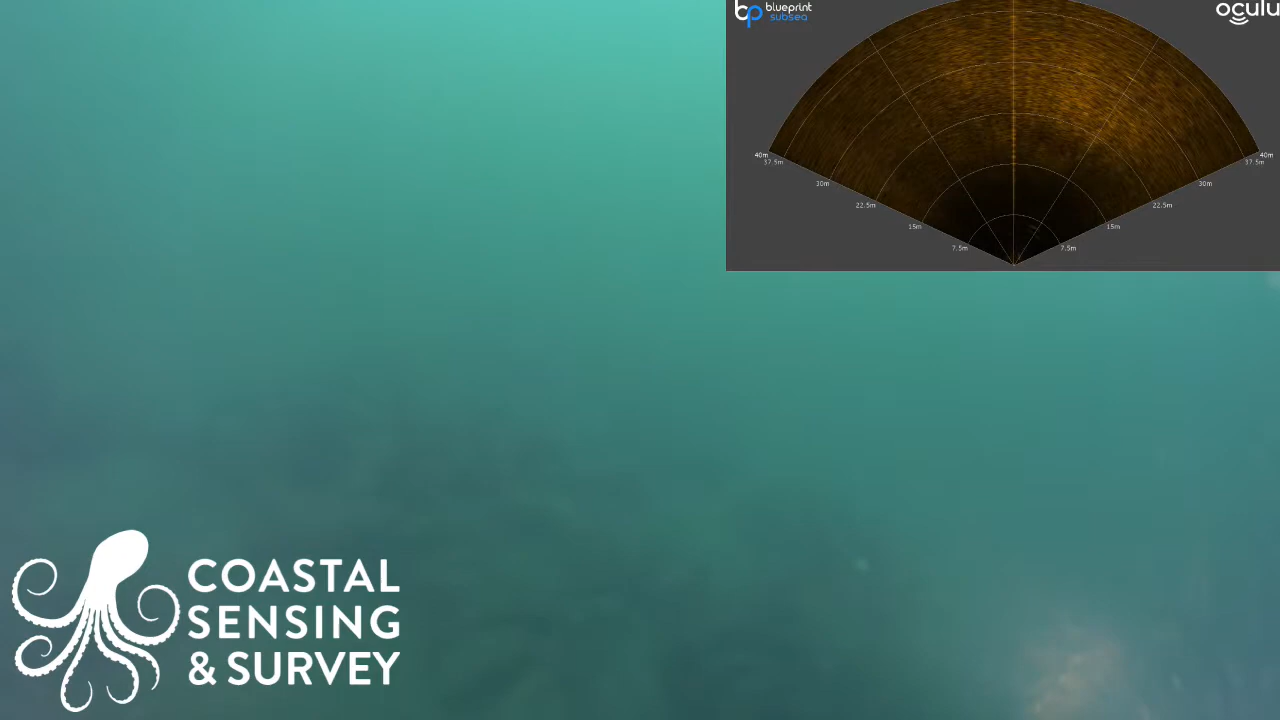 blueprint
subsea
oculu
40m
37.5m
30m
22.5m
15m
7.5m
7.5m
15m
22.5m
30m
37.5m
40m
COASTAL
SENSING
& SURVEY